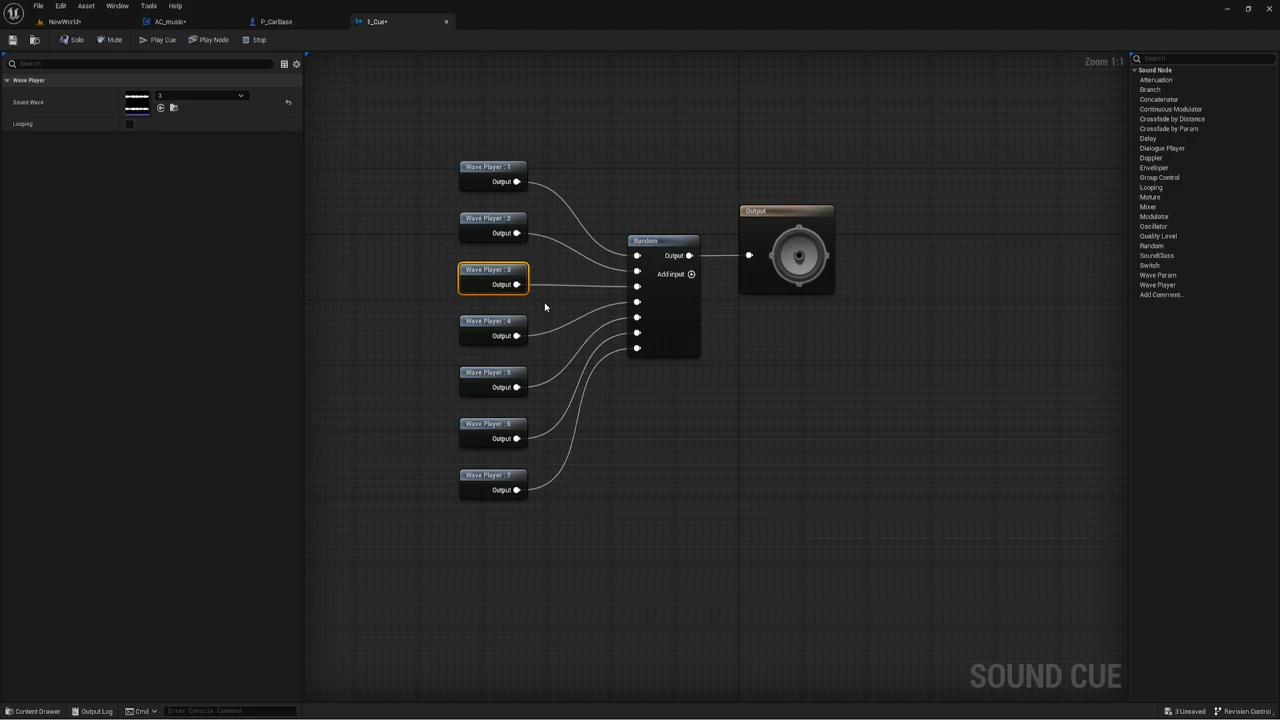 File Edit Asset Window Tools Help
NewWorld*
AC_music*
P_CarBase
1_Cue*
Solo
Mute
Play Cue
Play Node
Stop
Search
Wave Player
Sound Wave
3
Looping
Zoom 1:1
Wave Player : 1
Output
Wave Player : 2
Output
Wave Player : 3
Output
Wave Player : 4
Output
Wave Player : 5
Output
Wave Player : 6
Output
Wave Player : 7
Output
Random
Output
Add input
Output
SOUND CUE
Search
Sound Node
Attenuation
Branch
Concatenator
Continuous Modulator
Crossfade by Distance
Crossfade by Param
Delay
Dialogue Player
Doppler
Enveloper
Group Control
Looping
Mature
Mixer
Modulator
Oscillator
Quality Level
Random
SoundClass
Switch
Wave Param
Wave Player
Add Comment...
Content Drawer
Output Log
Cmd
Enter Console Command
3 Unsaved
Revision Control